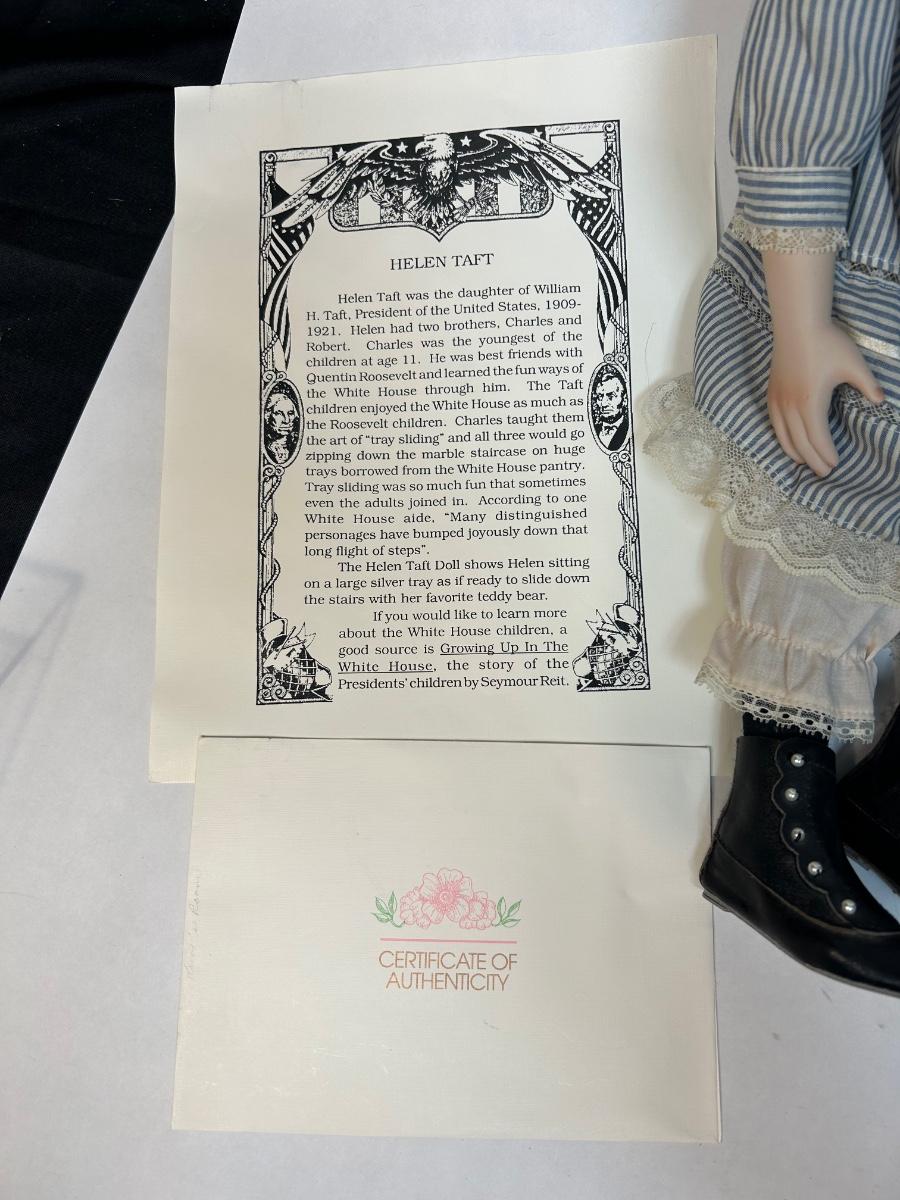 HELEN TAFT
Helen Taft was the daughter of William
H. Taft, President of the United States, 1909-
1921. Helen had two brothers, Charles and
Robert. Charles was the youngest of the
children at age 11. He was best friends with
Quentin Roosevelt and learned the fun ways of
the White House through him. The Taft
children enjoyed the White House as much as
the Roosevelt children. Charles taught them
the art of "tray sliding" and all three would go
zipping down the marble staircase on huge
trays borrowed from the White House pantry.
Tray sliding was so much fun that sometimes
even the adults joined in. According to one
White House aide, "Many distinguished
personages have bumped joyously down that
long flight of steps".
The Helen Taft Doll shows Helen sitting
on a large silver tray as if ready to slide down
the stairs with her favorite teddy bear.
If you would like to learn more
about the White House children, a
good source is Growing Up In The
White House, the story of the
Presidents' children by Seymour Reit.
CERTIFICATE OF
AUTHENTICITY